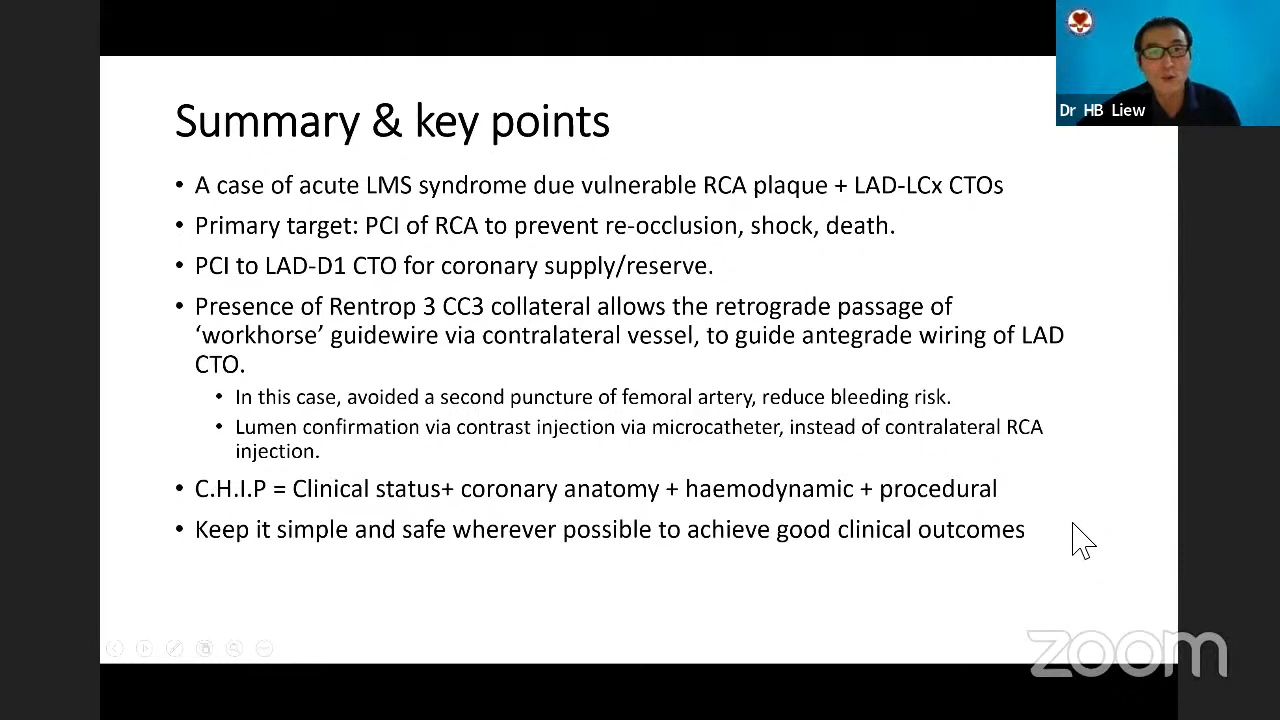 Dr HB Liew
Summary & key points
• A case of acute LMS syndrome due vulnerable RCA plaque + LAD-LCx CTOs
• Primary target: PCI of RCA to prevent re-occlusion, shock, death.
• PCI to LAD-D1 CTO for coronary supply/reserve.
• Presence of Rentrop 3 CC3 collateral allows the retrograde passage of
‘workhorse’ guidewire via contralateral vessel, to guide antegrade wiring of LAD
CTO.
• In this case, avoided a second puncture of femoral artery, reduce bleeding risk.
• Lumen confirmation via contrast injection via microcatheter, instead of contralateral RCA
injection.
• C.H.I.P = Clinical status+ coronary anatomy + haemodynamic + procedural
• Keep it simple and safe wherever possible to achieve good clinical outcomes
zoom